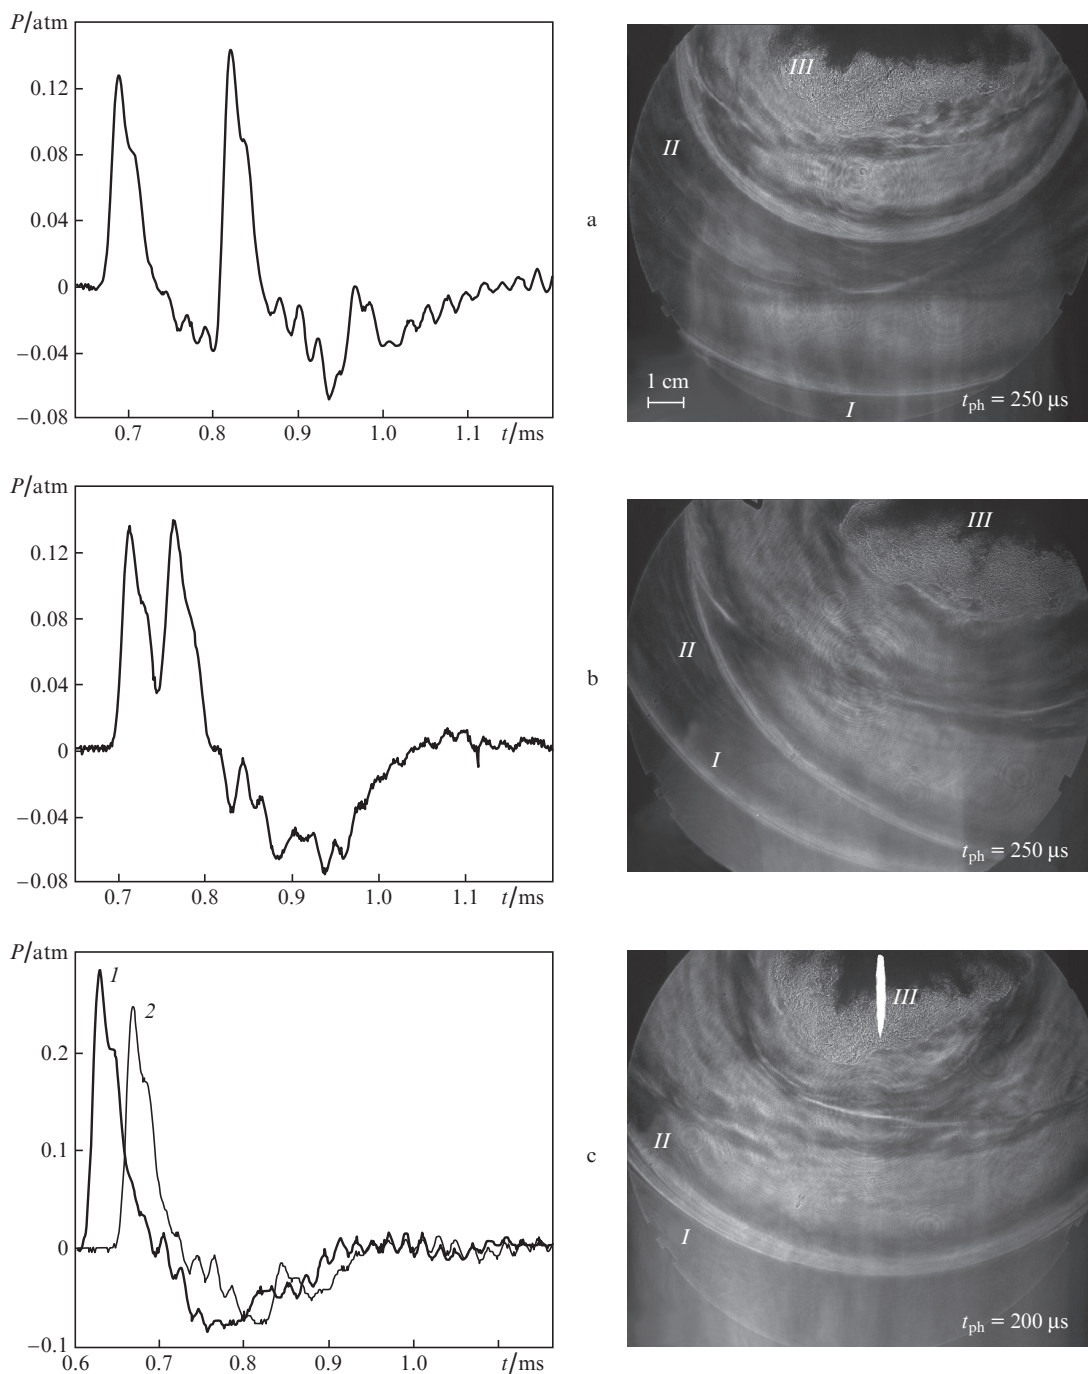 P/atm
0.12
0.08
0.04
0
−0.04
−0.08
0.7
0.8
0.9
1.0
1.1
t/ms
a
III
II
1 cm
I
t_ph = 250 μs
P/atm
0.12
0.08
0.04
0
−0.04
−0.08
0.7
0.8
0.9
1.0
1.1
t/ms
b
III
II
I
t_ph = 250 μs
P/atm
1
2
0.2
0.1
0
−0.1
0.6
0.7
0.8
0.9
1.0
t/ms
c
III
II
I
t_ph = 200 μs